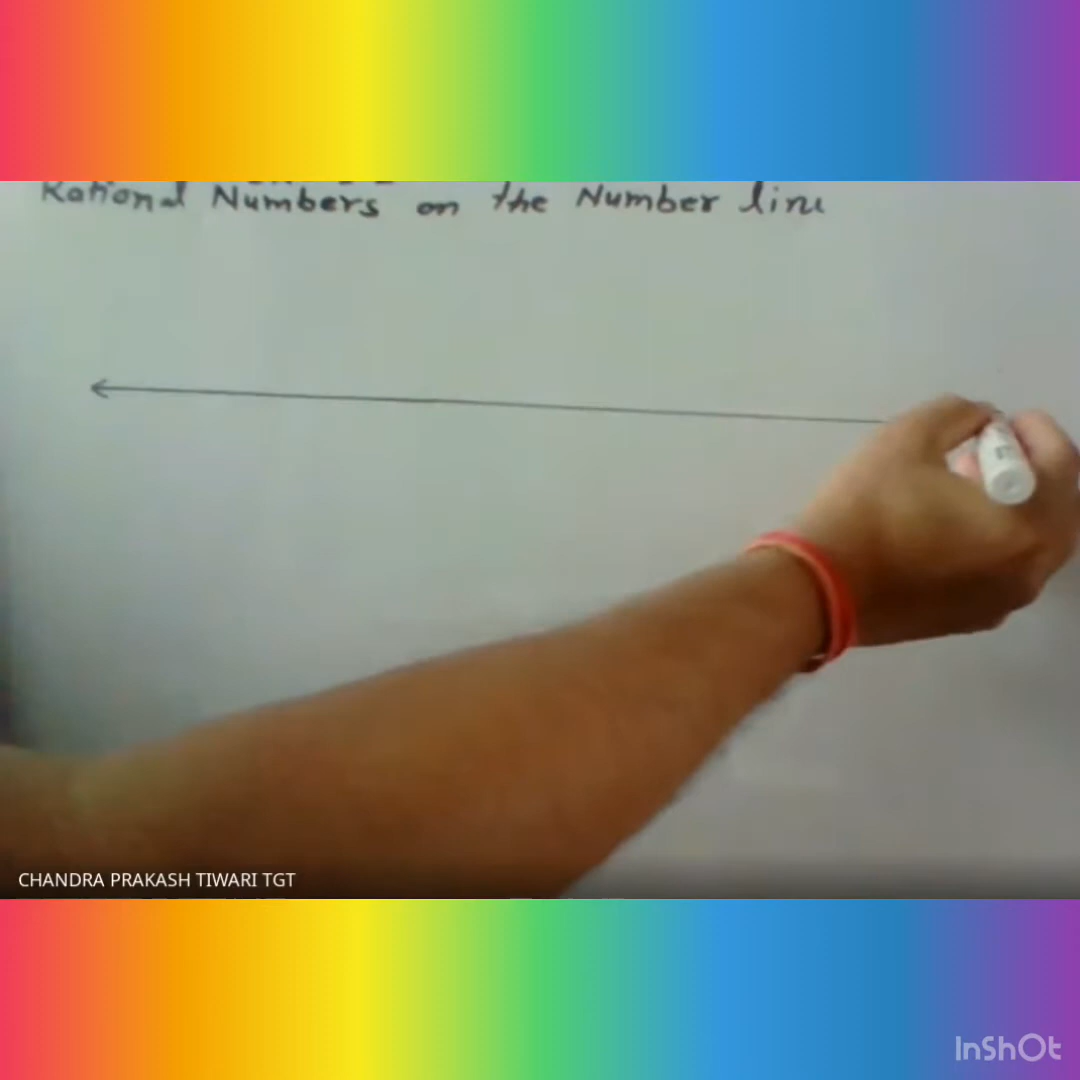 Rational Numbers on the Number line
CHANDRA PRAKASH TIWARI TGT
InShOt